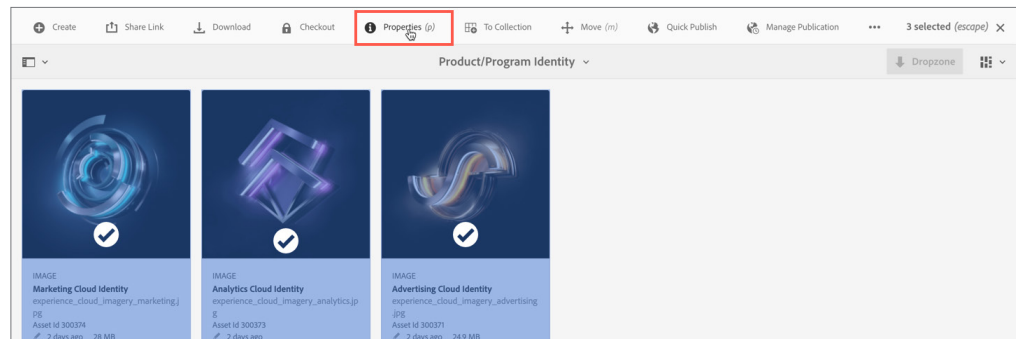 Create Share Link Download Checkout Properties (p) To Collection Move (m) Quick Publish Manage Publication ••• 3 selected (escape)
Product/Program Identity Dropzone
IMAGE
Marketing Cloud Identity
experience_cloud_imagery_marketing.j
pg
Asset Id 300374
2 days ago 28 MB
IMAGE
Analytics Cloud Identity
experience_cloud_imagery_analytics.jp
g
Asset Id 300373
2 days ago
IMAGE
Advertising Cloud Identity
experience_cloud_imagery_advertising
.jpg
Asset Id 300371
2 days ago 24.9 MB